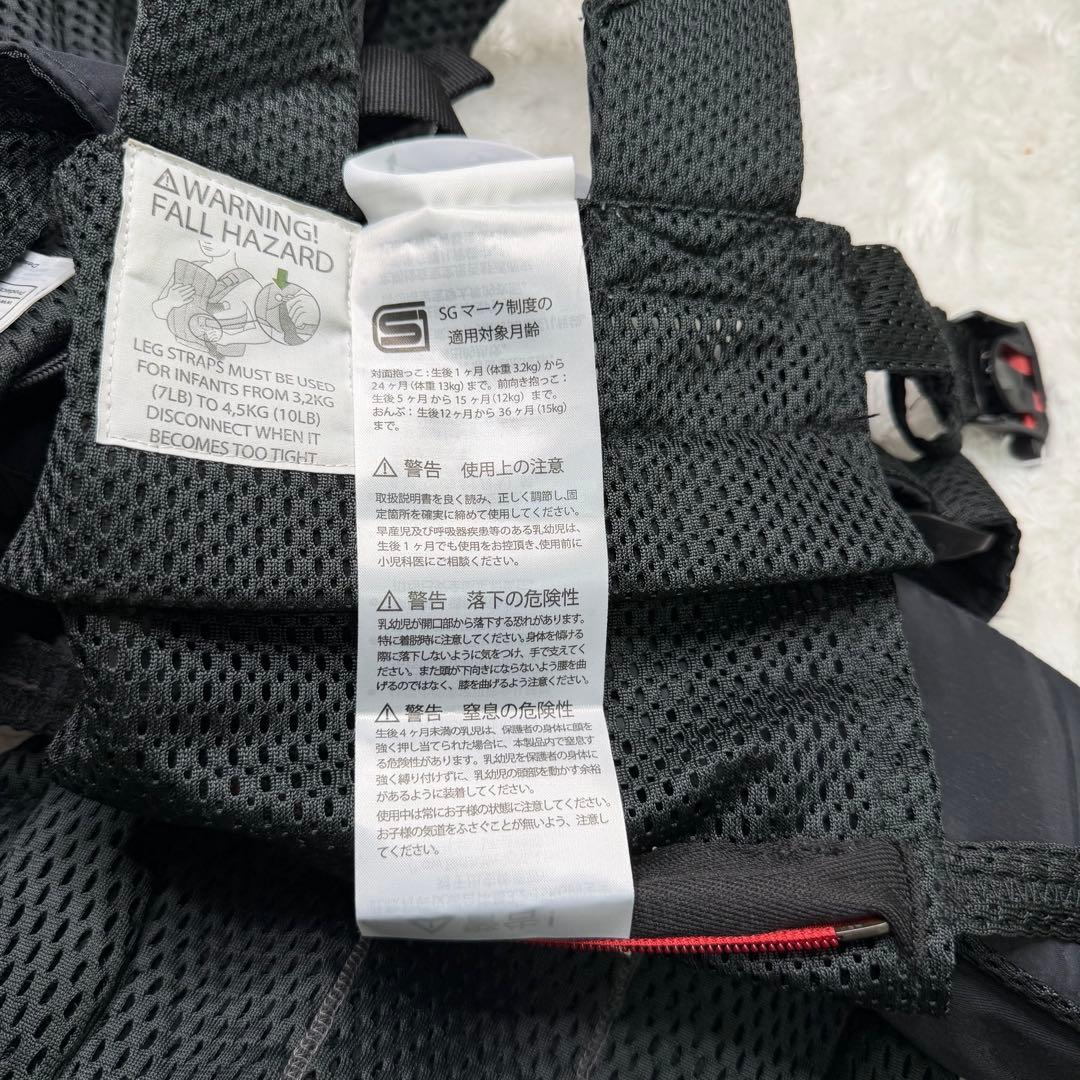 ⚠WARNING!
FALL HAZARD
LEG STRAPS MUST BE USED
FOR INFANTS FROM 3,2KG
(7LB) TO 4,5KG (10LB)
DISCONNECT WHEN IT
BECOMES TOO TIGHT
SG マーク制度の
適用対象月齢
対面抱っこ：生後1ヶ月（体重3.2kg）から
24ヶ月（体重13kg）まで。前向き抱っこ：
生後5ヶ月から15ヶ月（12kg）まで。
おんぶ：生後12ヶ月から36ヶ月（15kg）
まで。
⚠ 警告 使用上の注意
取扱説明書を良く読み、正しく調節し、固
定箇所を確実に締めて使用してください。
早産児及び呼吸器疾患等のある乳幼児は、
生後1ヶ月でも使用をお控頂き、使用前に
小児科医にご相談ください。
⚠ 警告 落下の危険性
乳幼児が開口部から落下する恐れがあります。
特に着脱時に注意してください。身体を傾ける
際に落下しないように気をつけ、手で支えてく
ださい。また頭が下向きにならないよう腰を曲
げるのではなく、膝を曲げるよう注意ください。
⚠ 警告 窒息の危険性
生後4ヶ月未満の乳児は、保護者の身体に顔を
強く押し当てられた場合に、本製品内で窒息す
る危険性があります。乳幼児を保護者の身体に
強く縛り付けずに、乳幼児の頭部を動かす余裕
があるように装着してください。
使用中は常にお子様の状態に注意してください。
お子様の気道をふさぐことが無いよう、注意し
てください。